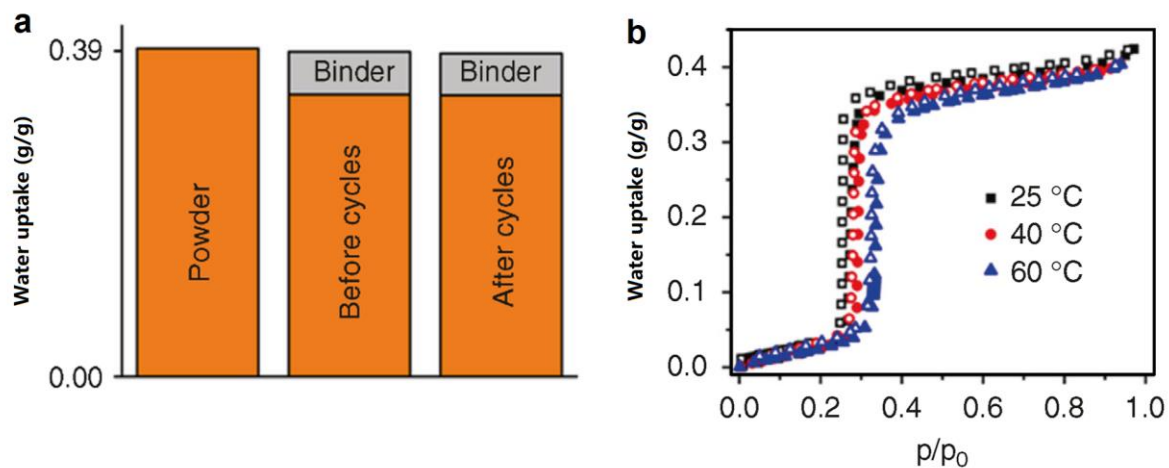 a
Water uptake (g/g)
0.39
0.00
Powder
Binder
Before cycles
Binder
After cycles
b
Water uptake (g/g)
0.4
0.3
0.2
0.1
0.0
25 °C
40 °C
60 °C
0.0 0.2 0.4 0.6 0.8 1.0
p/p₀